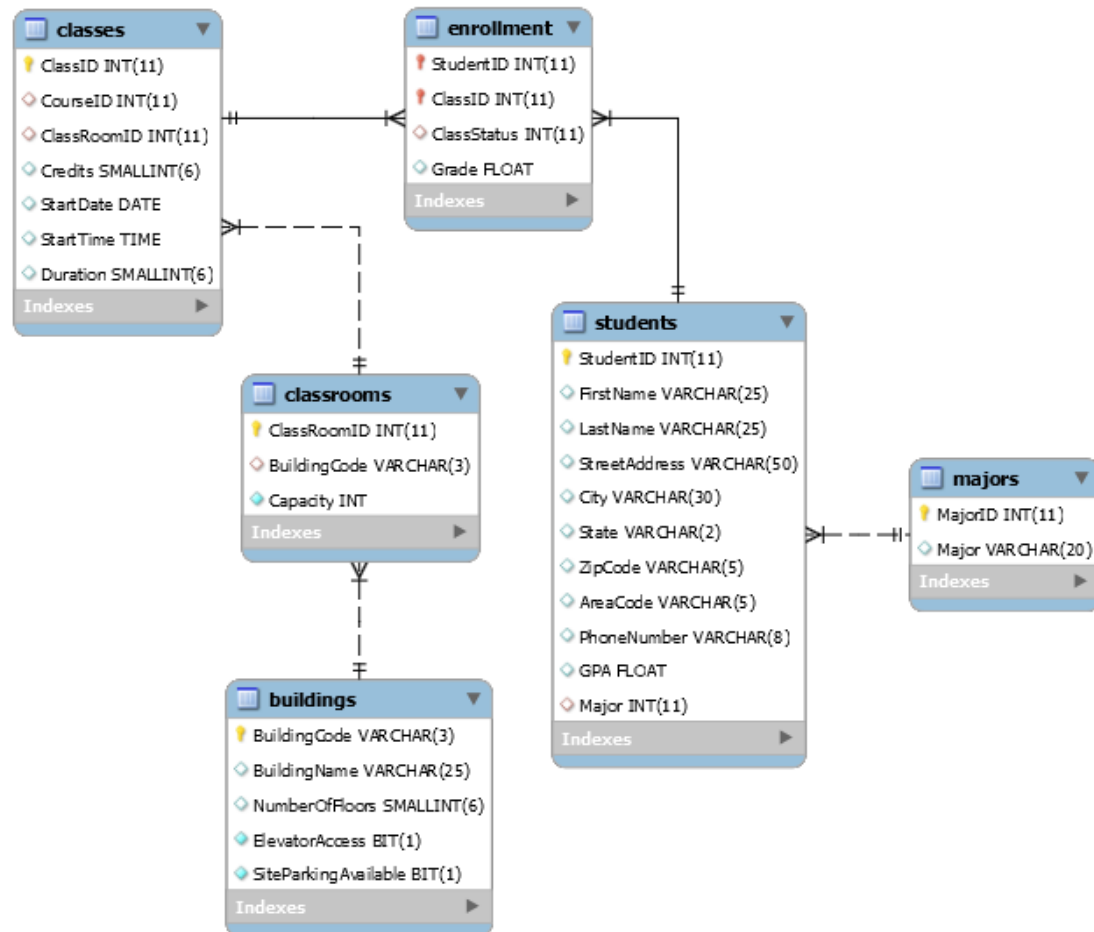 classes
ClassID INT(11)
CourseID INT(11)
ClassRoomID INT(11)
Credits SMALLINT(6)
StartDate DATE
StartTime TIME
Duration SMALLINT(6)
Indexes
enrollment
StudentID INT(11)
ClassID INT(11)
ClassStatus INT(11)
Grade FLOAT
Indexes
students
StudentID INT(11)
FirstName VARCHAR(25)
LastName VARCHAR(25)
StreetAddress VARCHAR(50)
City VARCHAR(30)
State VARCHAR(2)
ZipCode VARCHAR(5)
AreaCode VARCHAR(5)
PhoneNumber VARCHAR(8)
GPA FLOAT
Major INT(11)
Indexes
classrooms
ClassRoomID INT(11)
BuildingCode VARCHAR(3)
Capacity INT
Indexes
majors
MajorID INT(11)
Major VARCHAR(20)
Indexes
buildings
BuildingCode VARCHAR(3)
BuildingName VARCHAR(25)
NumberOfFloors SMALLINT(6)
ElevatorAccess BIT(1)
SiteParkingAvailable BIT(1)
Indexes